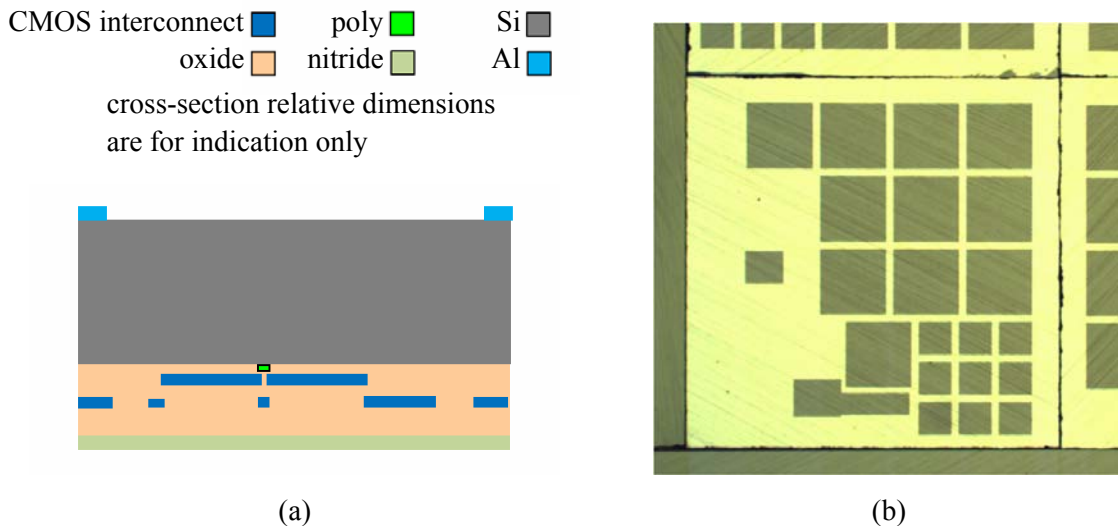 CMOS interconnect poly Si
oxide nitride Al
cross-section relative dimensions
are for indication only
(a) (b)